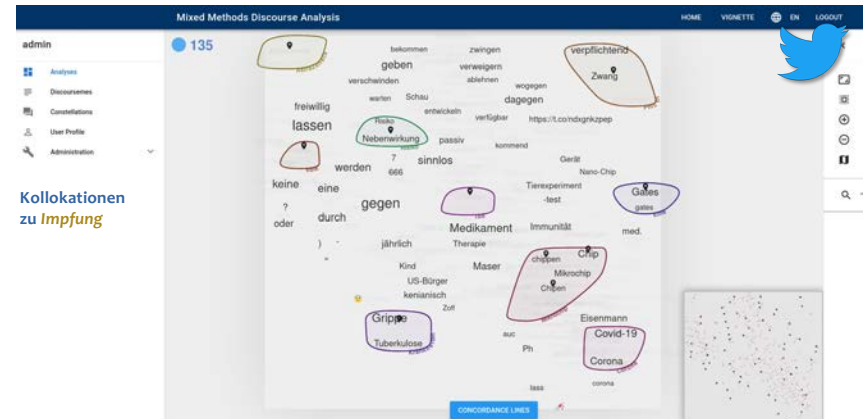 Mixed Methods Discourse Analysis
HOME VIGNETTE EN LOGOUT
admin
Analyses
Discoursemes
Constellations
User Profile
Administration
Kollokationen
zu Impfung
135
bekommen zwingen verpflichtend
geben verweigern
verschwinden ablehnen Zwang
wogegen
warten Schau dagegen
freiwillig entwickeln
verfügbar https://t.co/ndxgnkzpep
lassen Risiko
Nebenwirkung passiv
kommend
7 sinnlos Gerät
werden 666 Nano-Chip
keine eine Tierexperiment Gates
? gegen -test gates
oder durch Medikament Immunität med.
) - jährlich Therapie
" chippen Chip
Kind Maser Mikrochip
US-Bürger Chipen
kenianisch
Zofl
Grippe Eisenmann
Tuberkulose auc Covid-19
Ph
Corona
lass corona
CONCORDANCE LINES